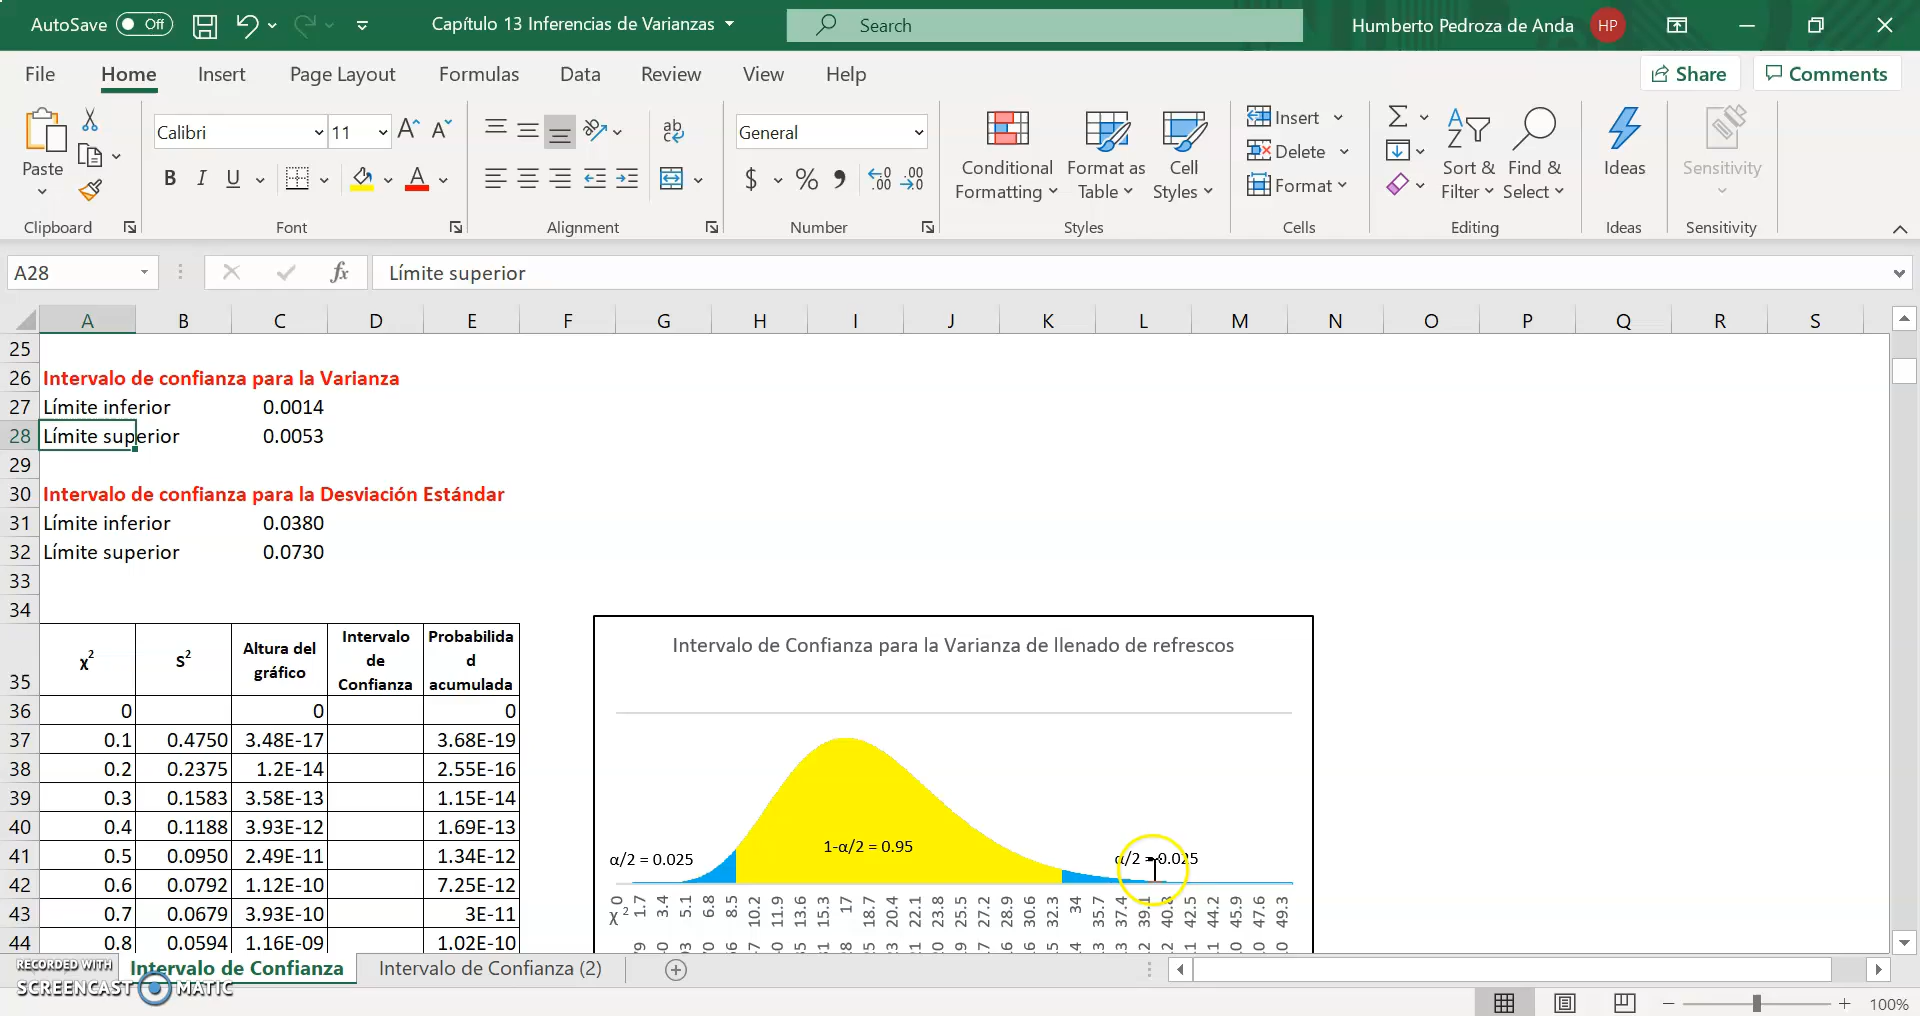 AutoSave Off Capítulo 13 Inferencias de Varianzas Search Humberto Pedroza de Anda HP
File Home Insert Page Layout Formulas Data Review View Help Share Comments
Paste
Calibri 11
General
Conditional Formatting
Format as Table
Cell Styles
Insert
Delete
Format
Sort & Filter
Find & Select
Ideas
Sensitivity
Clipboard Font Alignment Number Styles Cells Editing Ideas Sensitivity
A28 fx Límite superior
A B C D E F G H I J K L M N O P Q R S
25
26 Intervalo de confianza para la Varianza
27 Límite inferior 0.0014
28 Límite superior 0.0053
29
30 Intervalo de confianza para la Desviación Estándar
31 Límite inferior 0.0380
32 Límite superior 0.0730
33
34
35 χ² S² Altura del gráfico Intervalo de Confianza Probabilida d acumulada
36 0 0 0
37 0.1 0.4750 3.48E-17 3.68E-19
38 0.2 0.2375 1.2E-14 2.55E-16
39 0.3 0.1583 3.58E-13 1.15E-14
40 0.4 0.1188 3.93E-12 1.69E-13
41 0.5 0.0950 2.49E-11 1.34E-12
42 0.6 0.0792 1.12E-10 7.25E-12
43 0.7 0.0679 3.93E-10 3E-11
44 0.8 0.0594 1.16E-09 1.02E-10
Intervalo de Confianza para la Varianza de llenado de refrescos
α/2 = 0.025
1-α/2 = 0.95
α/2 = 0.025
χ² 0 1.7 3.4 5.1 6.8 8.5 10.2 11.9 13.6 15.3 17 18.7 20.4 22.1 23.8 25.5 27.2 28.9 30.6 32.3 34 35.7 37.4 39.1 40.8 42.5 44.2 45.9 47.6 49.3
Intervalo de Confianza Intervalo de Confianza (2)
RECORDED WITH
SCREENCAST MATIC
100%